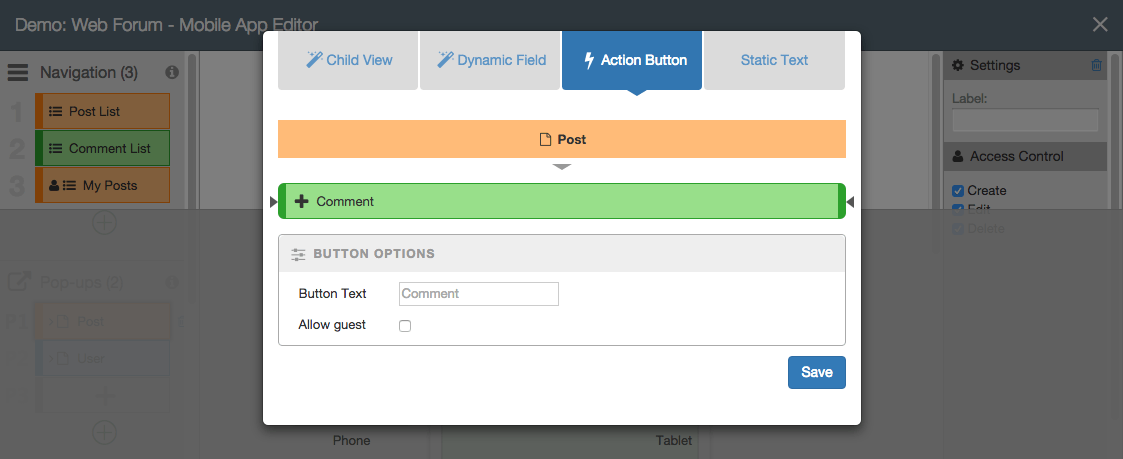 Demo: Web Forum - Mobile App Editor
Child View
Dynamic Field
Action Button
Static Text
Navigation (3)
1 Post List
2 Comment List
3 My Posts
Pop-ups (2)
Post
User
Post
Comment
BUTTON OPTIONS
Button Text Comment
Allow guest
Save
Settings
Label:
Access Control
Create
Edit
Delete
Phone
Tablet